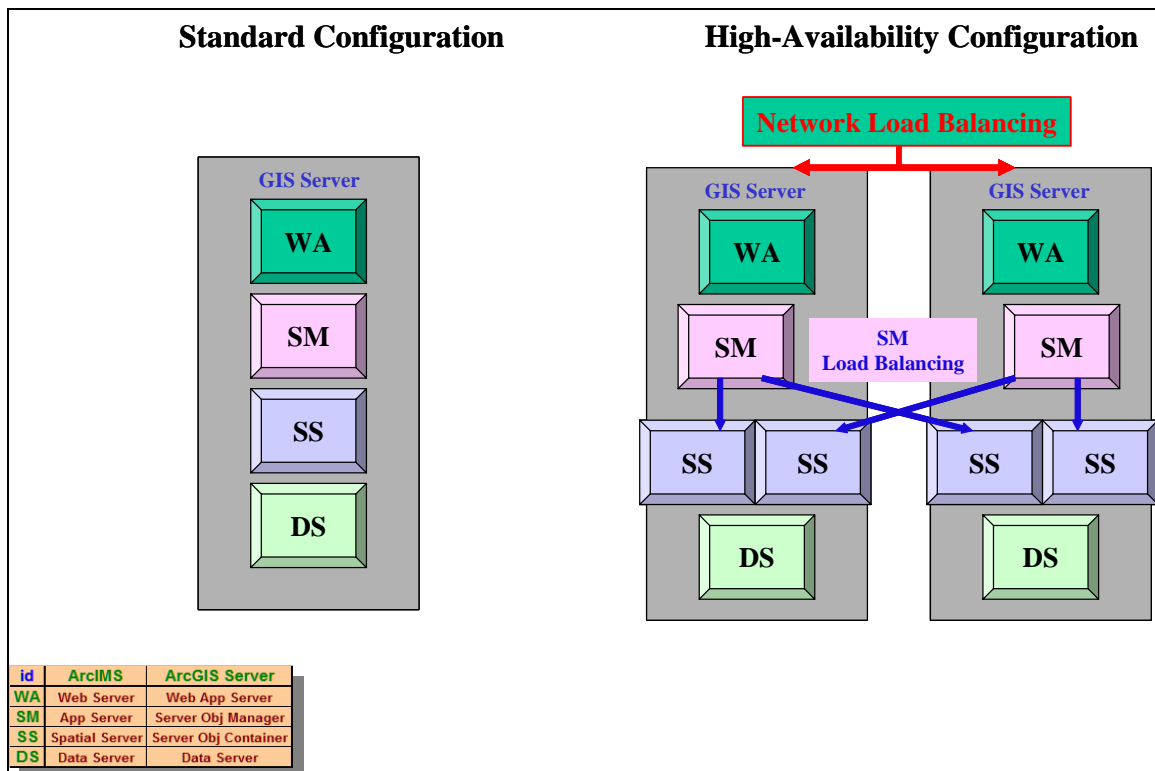 Standard Configuration
High-Availability Configuration
Network Load Balancing
GIS Server
WA
SM
SS
DS
GIS Server
GIS Server
WA
WA
SM
SM
Load Balancing
SM
SS
SS
SS
SS
DS
DS
id ArcIMS ArcGIS Server
WA Web Server Web App Server
SM App Server Server Obj Manager
SS Spatial Server Server Obj Container
DS Data Server Data Server